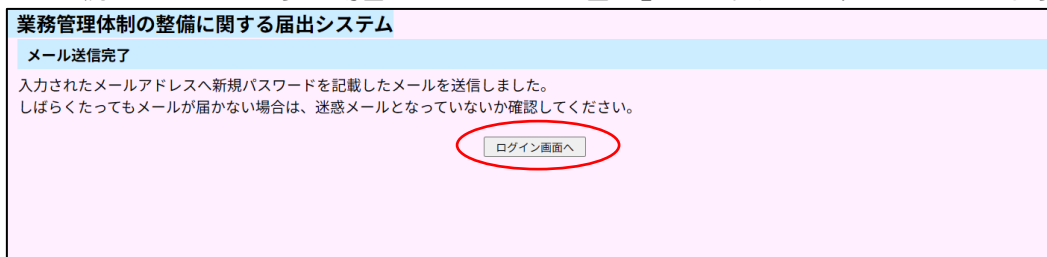 業務管理体制の整備に関する届出システム
メール送信完了
入力されたメールアドレスへ新規パスワードを記載したメールを送信しました。
しばらくたってもメールが届かない場合は、迷惑メールとなっていないか確認してください。
ログイン画面へ